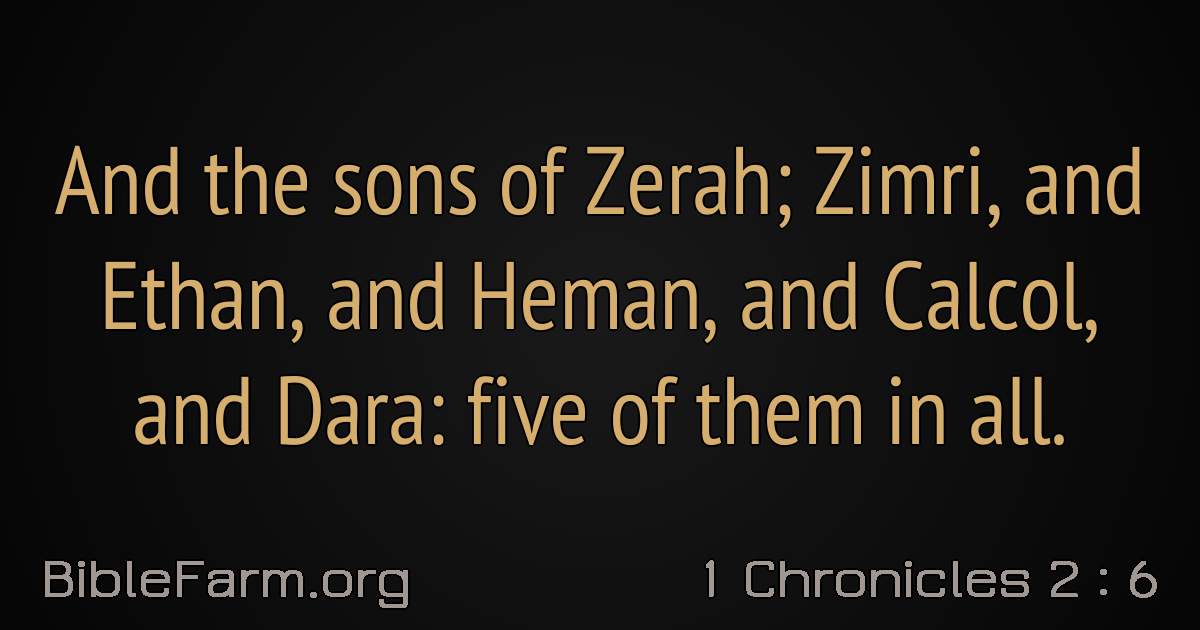 And the sons of Zerah; Zimri, and
Ethan, and Heman, and Calcol,
and Dara: five of them in all.
BibleFarm.org
1 Chronicles 2 : 6